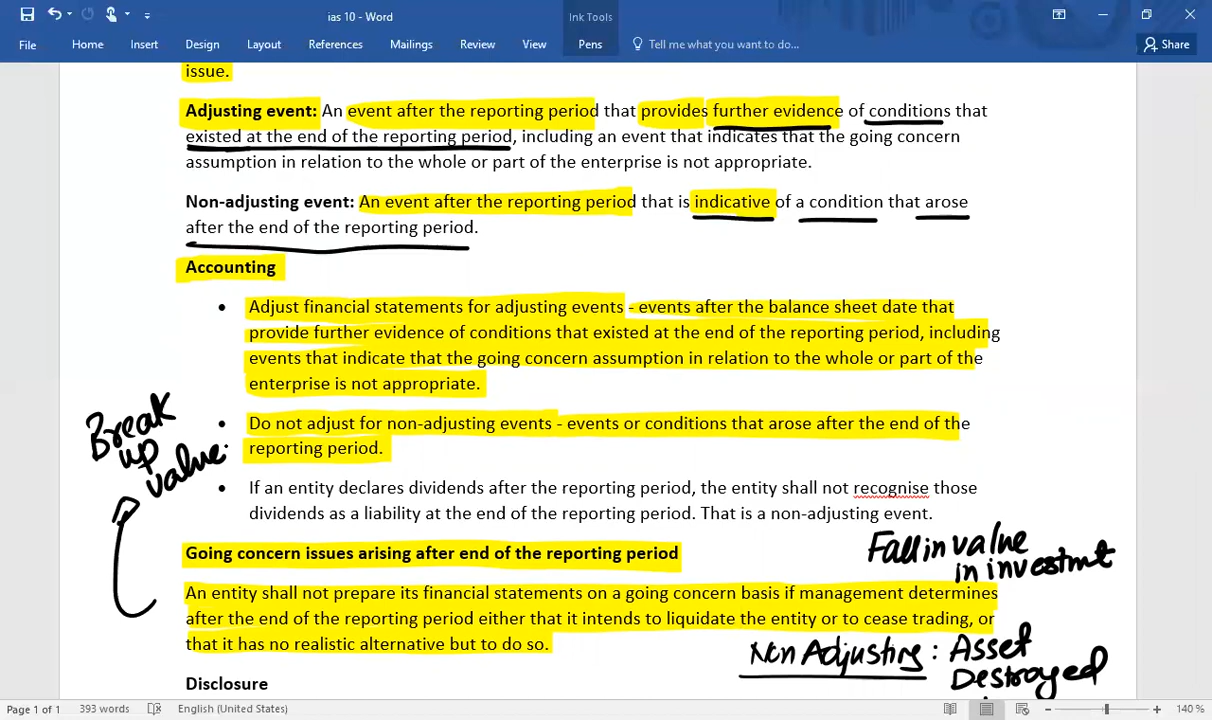 ias 10 - Word
Ink Tools
File
Home
Insert
Design
Layout
References
Mailings
Review
View
Pens
Tell me what you want to do...
Share
issue.
Adjusting event: An event after the reporting period that provides further evidence of conditions that
existed at the end of the reporting period, including an event that indicates that the going concern
assumption in relation to the whole or part of the enterprise is not appropriate.
Non-adjusting event: An event after the reporting period that is indicative of a condition that arose
after the end of the reporting period.
Accounting
• Adjust financial statements for adjusting events - events after the balance sheet date that
provide further evidence of conditions that existed at the end of the reporting period, including
events that indicate that the going concern assumption in relation to the whole or part of the
enterprise is not appropriate.
Break
up
value
• Do not adjust for non-adjusting events - events or conditions that arose after the end of the
reporting period.
• If an entity declares dividends after the reporting period, the entity shall not recognise those
dividends as a liability at the end of the reporting period. That is a non-adjusting event.
Going concern issues arising after end of the reporting period
Fall in value
in investmt
An entity shall not prepare its financial statements on a going concern basis if management determines
after the end of the reporting period either that it intends to liquidate the entity or to cease trading, or
that it has no realistic alternative but to do so.
Non Adjusting : Asset
Destroyed
Disclosure
Page 1 of 1
393 words
English (United States)
140 %